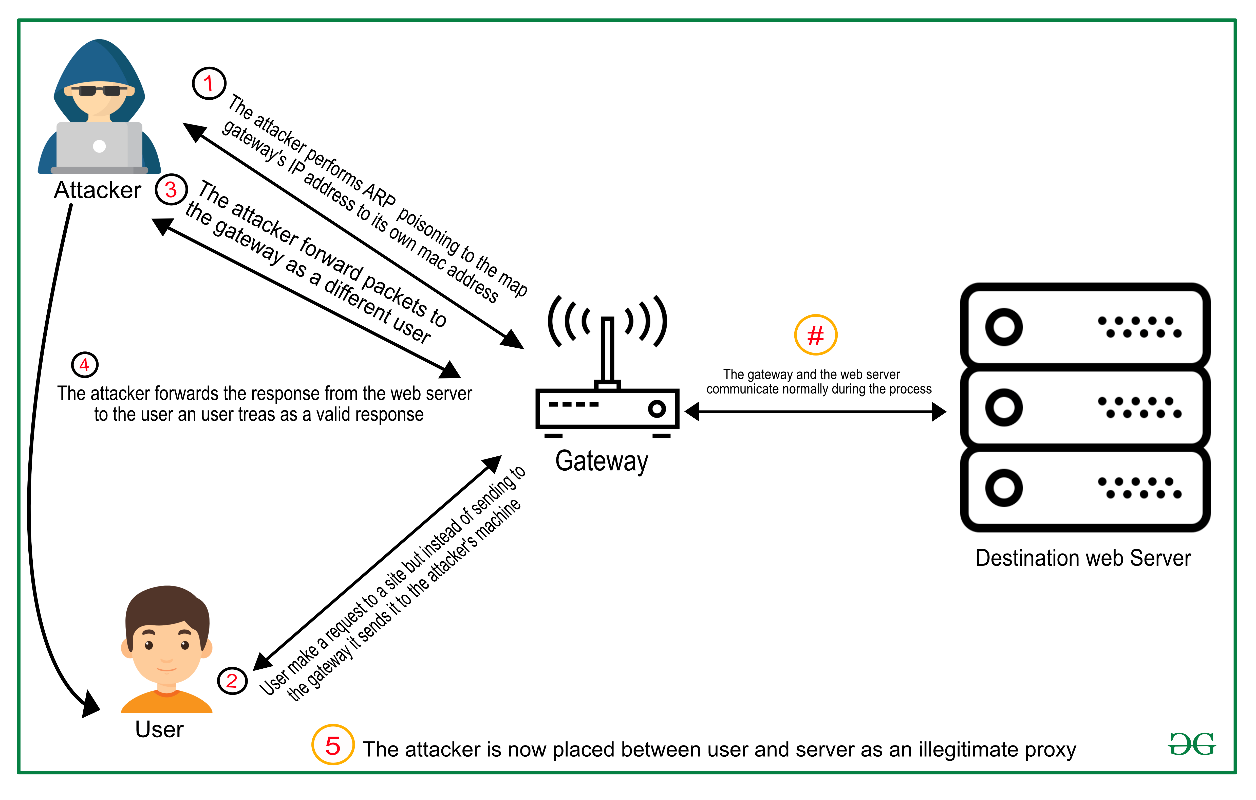 1
The attacker performs ARP poisoning to the map
gateway's IP address to its own mac address
Attacker
3
The attacker forward packets to
the gateway as a different user
4
The attacker forwards the response from the web server
to the user an user treas as a valid response
#
The gateway and the web server
communicate normally during the process
Gateway
Destination web Server
2
User make a request to a site but instead of sending to
the gateway it sends it to the attacker's machine
User
5
The attacker is now placed between user and server as an illegitimate proxy